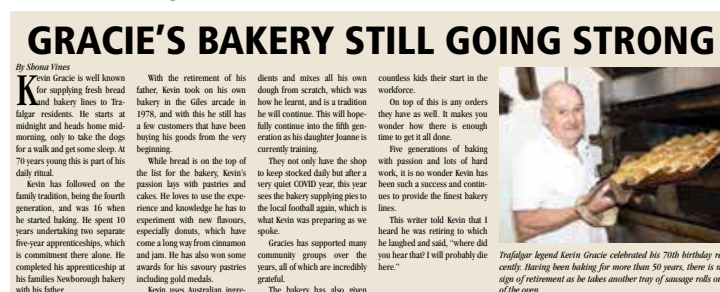 GRACIE'S BAKERY STILL GOING STRONG
By Shona Vines
Kevin Gracie is well known
for supplying fresh bread
and bakery lines to Tra-
falgar residents. He starts at
midnight and heads home mid-
morning, only to take the dogs
for a walk and get some sleep. At
70 years young this is part of his
daily ritual.
Kevin has followed on the
family tradition, being the fourth
generation, and was 16 when
he started baking. He spent 10
years undertaking two separate
five-year apprenticeships, which
is commitment there alone. He
completed his apprenticeship at
his families Newborough bakery
with his father.
With the retirement of his
father, Kevin took on his own
bakery in the Giles arcade in
1978, and with this he still has
a few customers that have been
buying his goods from the very
beginning.
While bread is on the top of
the list for the bakery, Kevin's
passion lays with pastries and
cakes. He loves to use the expe-
rience and knowledge he has to
experiment with new flavours,
especially donuts, which have
come a long way from cinnamon
and jam. He has also won some
awards for his savoury pastries
including gold medals.
Kevin uses Australian ingre-
dients and mixes all his own
dough from scratch, which was
how he learnt, and is a tradition
he will continue. This will hope-
fully continue into the fifth gen-
eration as his daughter Joanne is
currently training.
They not only have the shop
to keep stocked daily but after a
very quiet COVID year, this year
sees the bakery supplying pies to
the local football again, which is
what Kevin was preparing as we
spoke.
Gracies has supported many
community groups over the
years, all of which are incredibly
grateful.
The bakery has also given
countless kids their start in the
workforce.
On top of this is any orders
they have as well. It makes you
wonder how there is enough
time to get it all done.
Five generations of baking
with passion and lots of hard
work, it is no wonder Kevin has
been such a success and contin-
ues to provide the finest bakery
lines.
This writer told Kevin that I
heard he was retiring to which
he laughed and said, "where did
you hear that? I will probably die
here."
Trafalgar legend Kevin Gracie celebrated his 70th birthday re-
cently. Having been baking for more than 50 years, there is
sign of retirement as he takes another tray of sausage rolls
of the oven.